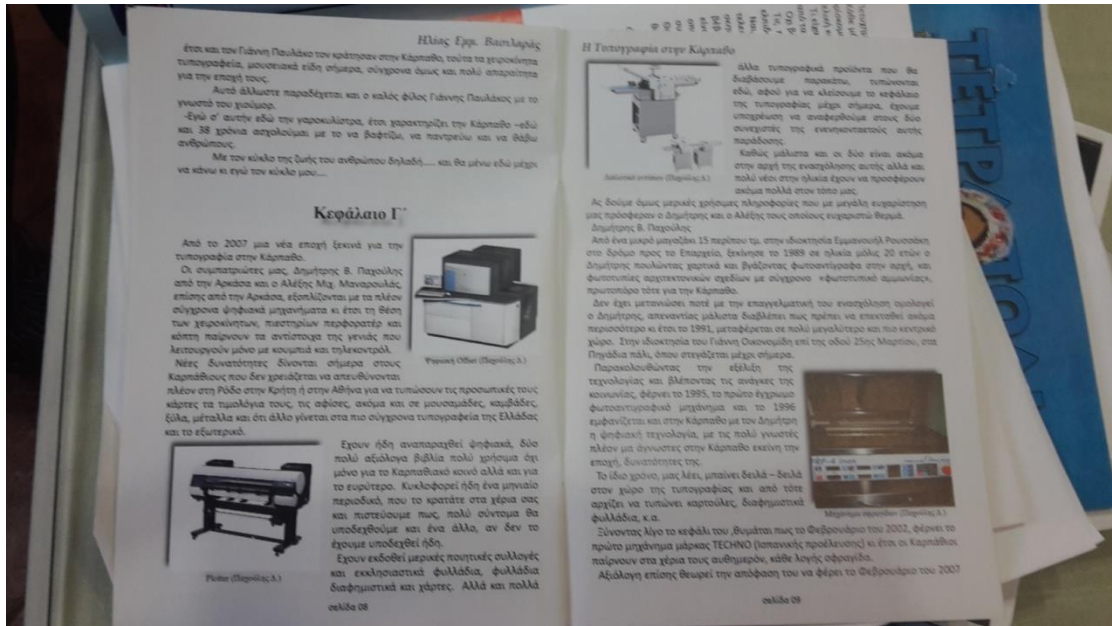 Ηλίας Εμμ. Βασιλαράς
έτσι και τον Γιάννη Παυλάκο τον κράτησαν στην Κάρπαθο, τούτα τα χειροκίνητα
τυπογραφεία, μουσειακά είδη σήμερα, σύγχρονα όμως και πολύ απαραίτητα
για την εποχή τους.
Αυτό άλλωστε παραδέχεται και ο καλός φίλος Γιάννης Παυλάκος με το
γνωστό του χιούμορ.
-Εγώ σ' αυτήν εδώ την γαροκυλίστρα, έτσι χαρακτηρίζει την Κάρπαθο –εδώ
και 38 χρόνια ασχολούμαι με το να βαφτίζω, να παντρεύω και να θάβω
ανθρώπους.
Με τον κύκλο της ζωής του ανθρώπου δηλαδή..... και θα μένω εδώ μέχρι
να κάνω κι εγώ τον κύκλο μου....
Κεφάλαιο Γ΄
Από το 2007 μια νέα εποχή ξεκινά για την
τυπογραφία στην Κάρπαθο.
Οι συμπατριώτες μας, Δημήτρης Β. Παχούλης
από την Αρκάσα και ο Αλέξης Μιχ. Μαναρουλάς,
επίσης από την Αρκάσα, εξοπλίζονται με τα πλέον
σύγχρονα ψηφιακά μηχανήματα κι έτσι τη θέση
των χειροκίνητων, πιεστηρίων περφορατέρ και
κόπτη παίρνουν τα αντίστοιχα της γενιάς που
λειτουργούν μόνο με κουμπιά και τηλεκοντρόλ.
Νέες δυνατότητες δίνονται σήμερα στους
Καρπάθιους που δεν χρειάζεται να απευθύνονται
πλέον στη Ρόδο στην Κρήτη ή στην Αθήνα για να τυπώσουν τις προσωπικές τους
κάρτες τα τιμολόγια τους, τις αφίσες, ακόμα και σε μουσαμάδες, καμβάδες,
ξύλα, μέταλλα και ότι άλλο γίνεται στα πιο σύγχρονα τυπογραφεία της Ελλάδας
και το εξωτερικό.
Ψηφιακή Offset (Παχούλης Δ.)
Έχουν ήδη αναπαραχθεί ψηφιακά, δύο
πολύ αξιόλογα βιβλία πολύ χρήσιμα όχι
μόνο για το Καρπαθιακό κοινό αλλά και για
το ευρύτερο. Κυκλοφορεί ήδη ένα μηνιαίο
περιοδικό, που το κρατάτε στα χέρια σας
και πιστεύουμε πως, πολύ σύντομα θα
υποδεχθούμε και ένα άλλο, αν δεν το
έχουμε υποδεχθεί ήδη.
Έχουν εκδοθεί μερικές ποιητικές συλλογές
και εκκλησιαστικά φυλλάδια, φυλλάδια
διαφημιστικά και χάρτες. Αλλά και πολλά
Plotter (Παχούλης Δ.)
σελίδα 08
Η Τυπογραφία στην Κάρπαθο
άλλα τυπογραφικά προϊόντα που θα
διαβάσουμε παρακάτω, τυπώνονται
εδώ, αφού για να κλείσουμε το κεφάλαιο
της τυπογραφίας μέχρι σήμερα, έχουμε
υποχρέωση να αναφερθούμε στους δύο
συνεχιστές της ενενηκονταετούς αυτής
παράδοσης.
Καθώς μάλιστα και οι δύο είναι ακόμα
στην αρχή της ενασχόλησης αυτής αλλά και
πολύ νέοι στην ηλικία έχουν να προσφέρουν
ακόμα πολλά στον τόπο μας.
(Παχούλης Δ.)
Ας δούμε όμως μερικές χρήσιμες πληροφορίες που με μεγάλη ευχαρίστηση
μας πρόσφεραν ο Δημήτρης και ο Αλέξης τους οποίους ευχαριστώ θερμά.
Δημήτρης Β. Παχούλης
Από ένα μικρό μαγαζάκι 15 περίπου τμ. στην ιδιοκτησία Εμμανουήλ Ρουσσάκη
στο δρόμο προς το Επαρχείο, ξεκίνησε το 1989 σε ηλικία μόλις 20 ετών ο
Δημήτρης πουλώντας χαρτικά και βγάζοντας φωτοαντίγραφα στην αρχή, και
φωτοτυπίες αρχιτεκτονικών σχεδίων με σύγχρονο «φωτοτυπικό αμμωνίας»,
πρωτοπόρο τότε για την Κάρπαθο.
Δεν έχει μετανιώσει ποτέ με την επαγγελματική του ενασχόληση ομολογεί
ο Δημήτρης, απεναντίας μάλιστα διαβλέπει πως πρέπει να επεκταθεί ακόμα
περισσότερο κι έτσι το 1991, μεταφέρεται σε πολύ μεγαλύτερο και πιο κεντρικό
χώρο. Στην ιδιοκτησία του Γιάννη Οικονομίδη επί της οδού 25ης Μαρτίου, στα
Πηγάδια πάλι, όπου στεγάζεται μέχρι σήμερα.
Παρακολουθώντας την εξέλιξη της
τεχνολογίας και βλέποντας τις ανάγκες της
κοινωνίας, φέρνει το 1995, το πρώτο έγχρωμο
φωτοαντιγραφικό μηχάνημα και το 1996
εμφανίζεται και στην Κάρπαθο με τον Δημήτρη
η ψηφιακή τεχνολογία, με τις πολύ γνωστές
πλέον μα άγνωστες στην Κάρπαθο εκείνη την
εποχή, δυνατότητες της.
Το ίδιο χρόνο, μας λέει, μπαίνει δειλά – δειλά
στον χώρο της τυπογραφίας και από τότε
αρχίζει να τυπώνει καρτούλες, διαφημιστικά
φυλλάδια, κ.α.
Μηχάνημα σφραγίδων (Παχούλης Δ.)
Ξύνοντας λίγο το κεφάλι του ,θυμάται πως το Φεβρουάριο του 2002, φέρνει το
πρώτο μηχάνημα μάρκας TECHNO (Ισπανικής προέλευσης) κι έτσι οι Καρπάθιοι
παίρνουν στα χέρια τους αυθημερόν, κάθε λογής σφραγίδα.
Αξιόλογη επίσης θεωρεί την απόφαση του να φέρει το Φεβρουάριο του 2007
σελίδα 09